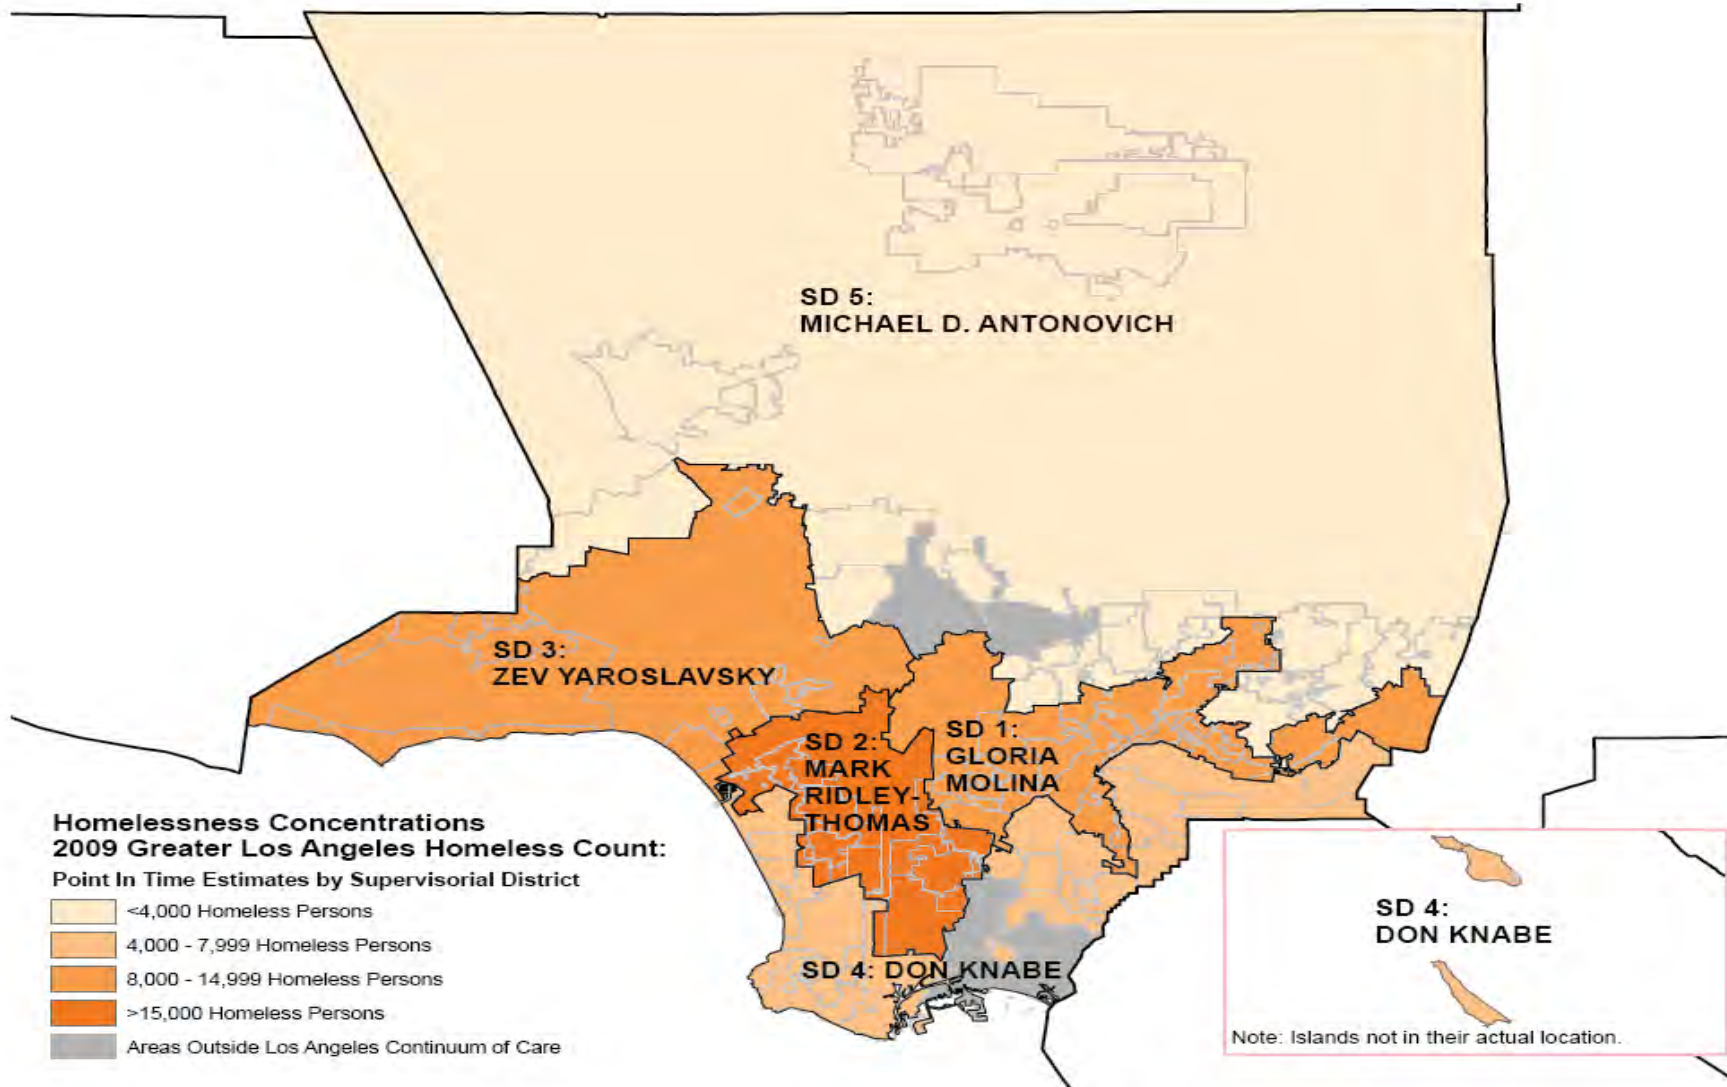 SD 5:
MICHAEL D. ANTONOVICH
SD 3:
ZEV YAROSLAVSKY
SD 2:
MARK
RIDLEY-
THOMAS
SD 1:
GLORIA
MOLINA
SD 4: DON KNABE
Homelessness Concentrations
2009 Greater Los Angeles Homeless Count:
Point In Time Estimates by Supervisorial District
<4,000 Homeless Persons
4,000 - 7,999 Homeless Persons
8,000 - 14,999 Homeless Persons
>15,000 Homeless Persons
Areas Outside Los Angeles Continuum of Care
SD 4:
DON KNABE
Note: Islands not in their actual location.